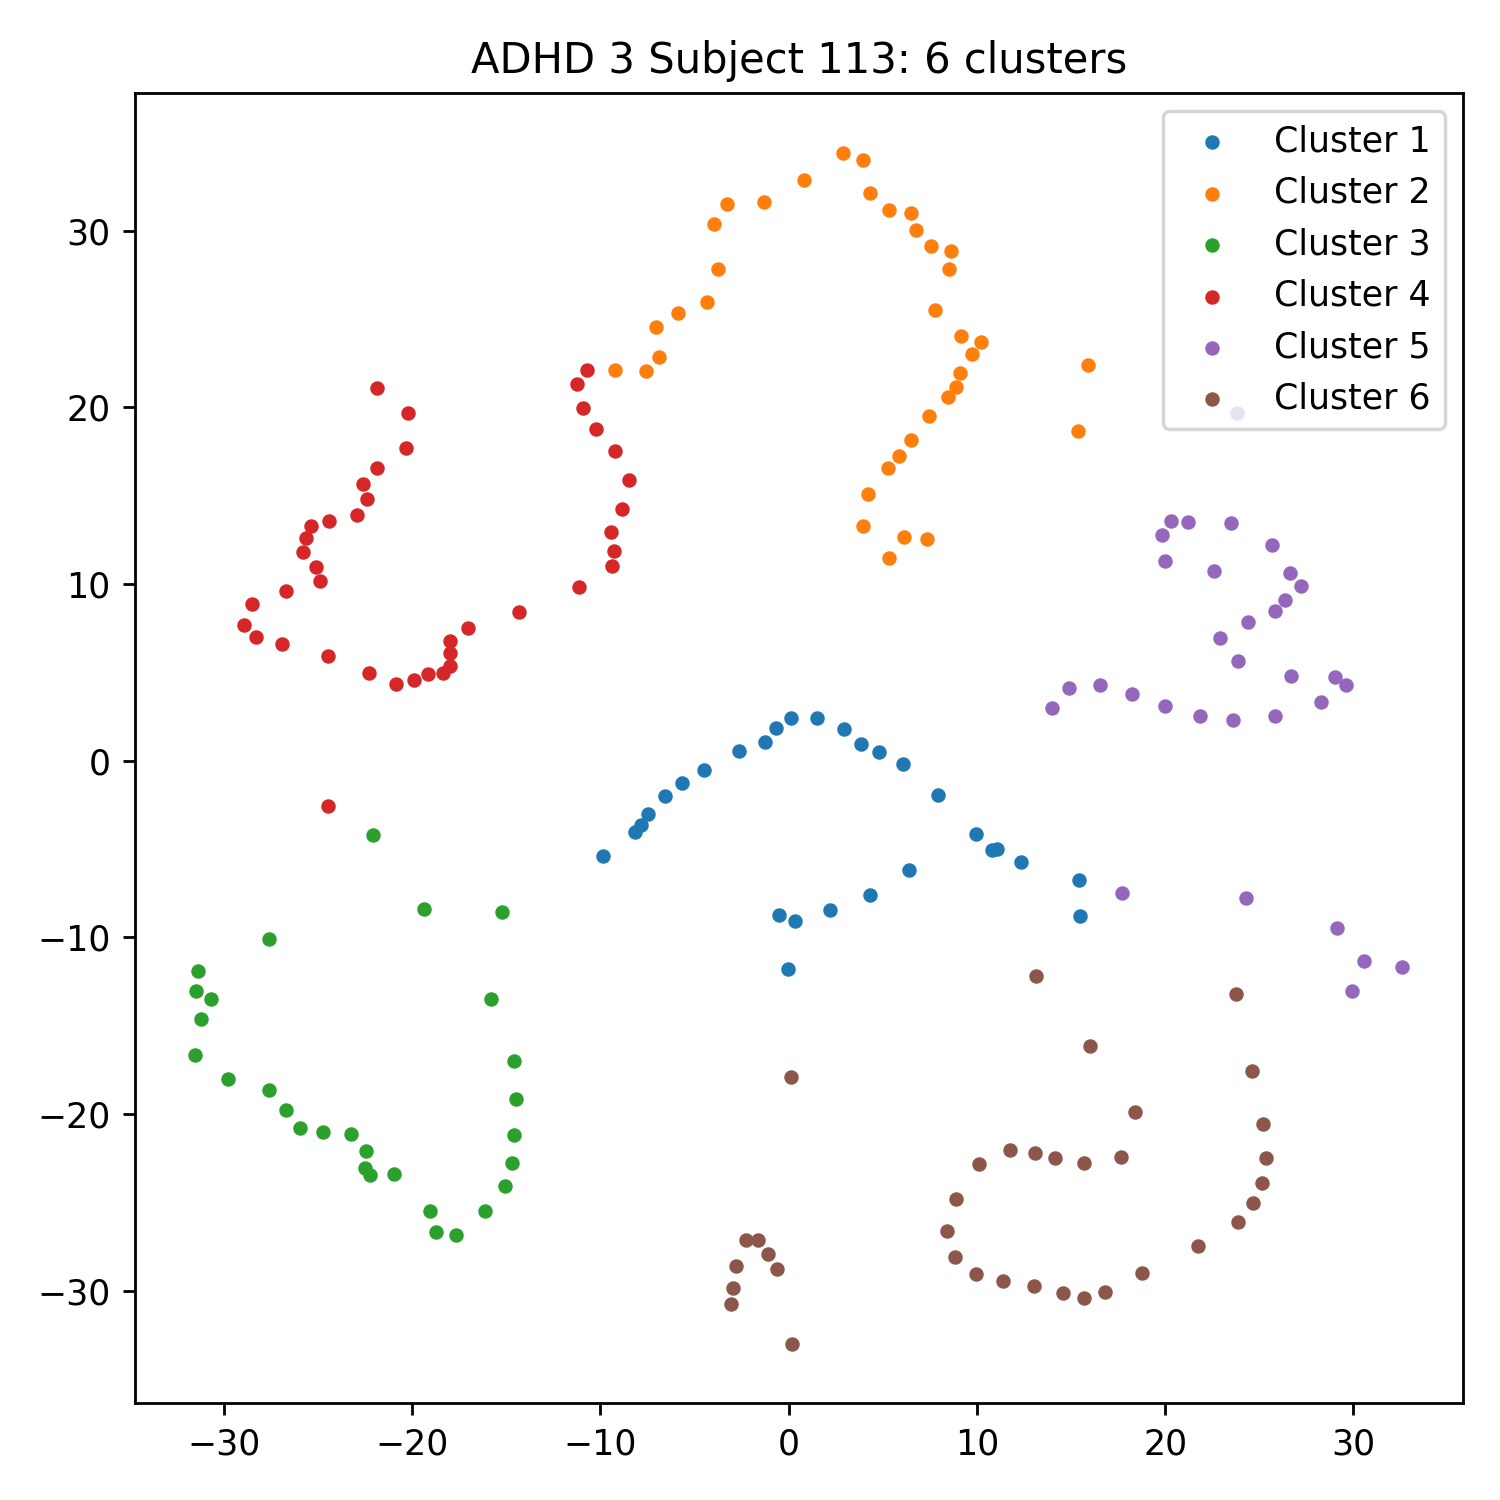 ADHD 3 Subject 113: 6 clusters
Cluster 1
Cluster 2
Cluster 3
Cluster 4
Cluster 5
Cluster 6
30
20
10
0
−10
−20
−30
−30 −20 −10 0 10 20 30